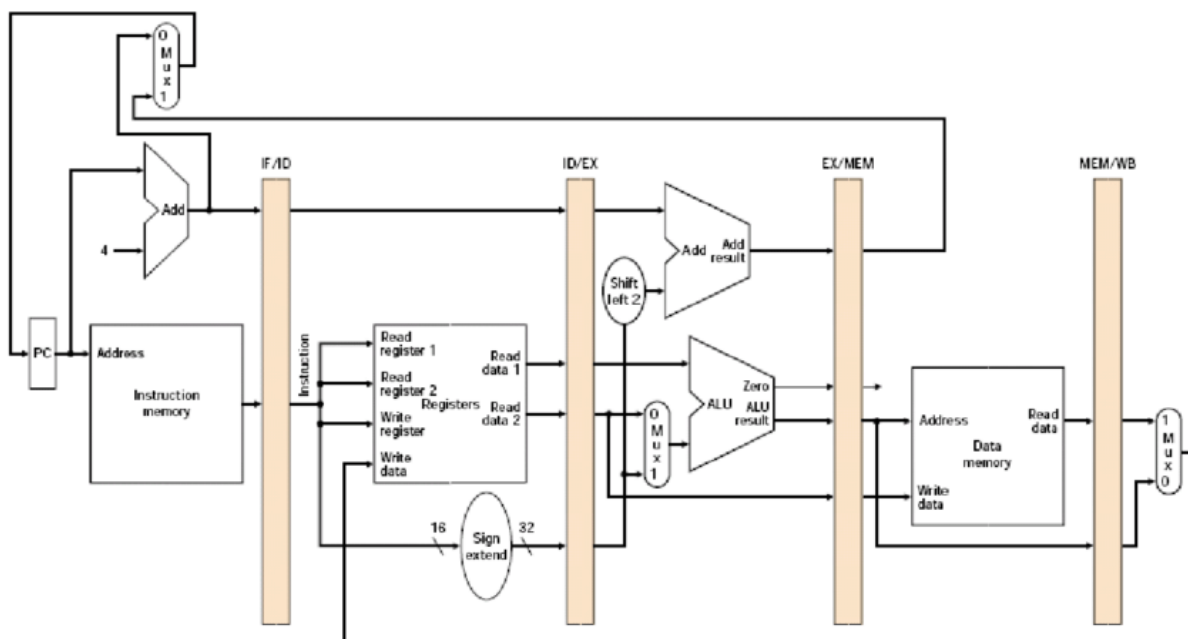 0
M
u
x
1
IF/ID
ID/EX
EX/MEM
MEM/WB
Add
4
Add
Add
result
Shift
left 2
PC
Address
Instruction
memory
Instruction
Read
register 1
Read
register 2
Write
register
Write
data
Registers
Read
data 1
Read
data 2
0
M
u
x
1
Zero
ALU
ALU
result
Address
Read
data
Data
memory
Write
data
1
M
u
x
0
16
Sign
extend
32